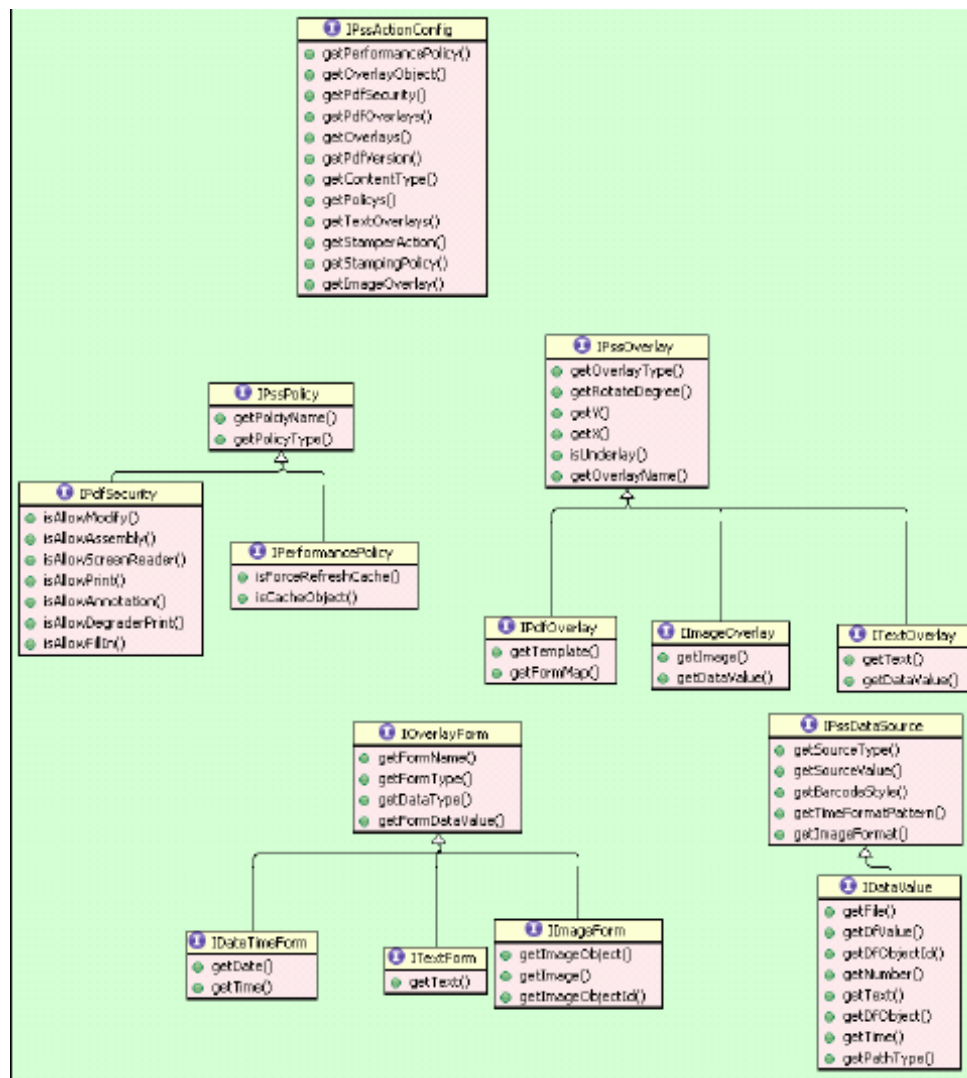 IPssActionConfig
getPerformancePolicy()
getOverlayObject()
getPdfSecurity()
getPdfOverlays()
getOverlays()
getPdfVersion()
getContentType()
getPolicys()
getTextOverlays()
getStamperAction()
getStampingPolicy()
getImageOverlay()
IPssOverlay
getOverlayType()
getRotateDegree()
getY()
getX()
isUnderlay()
getOverlayName()
IPssPolicy
getPolciyName()
getPolicyType()
IPdfSecurity
isAllowModify()
isAllowAssembly()
isAllowScreenReader()
isAllowPrint()
isAllowAnnotation()
isAllowDegraderPrint()
isAllowFillIn()
IPerformancePolicy
isForceRefreshCache()
isCacheObject()
IPdfOverlay
getTemplate()
getFormMap()
IImageOverlay
getImage()
getDataValue()
ITextOverlay
getText()
getDataValue()
IOverlayForm
getFormName()
getFormType()
getDataType()
getFormDataValue()
IPssDataSource
getSourceType()
getSourceValue()
getBarcodeStyle()
getTimeFormatPattern()
getImageFormat()
IDateTimeForm
getDate()
getTime()
ITextForm
getText()
IImageForm
getImageObject()
getImage()
getImageObjectId()
IDataValue
getFile()
getDfValue()
getDfObjectId()
getNumber()
getText()
getDfObject()
getTime()
getPathType()